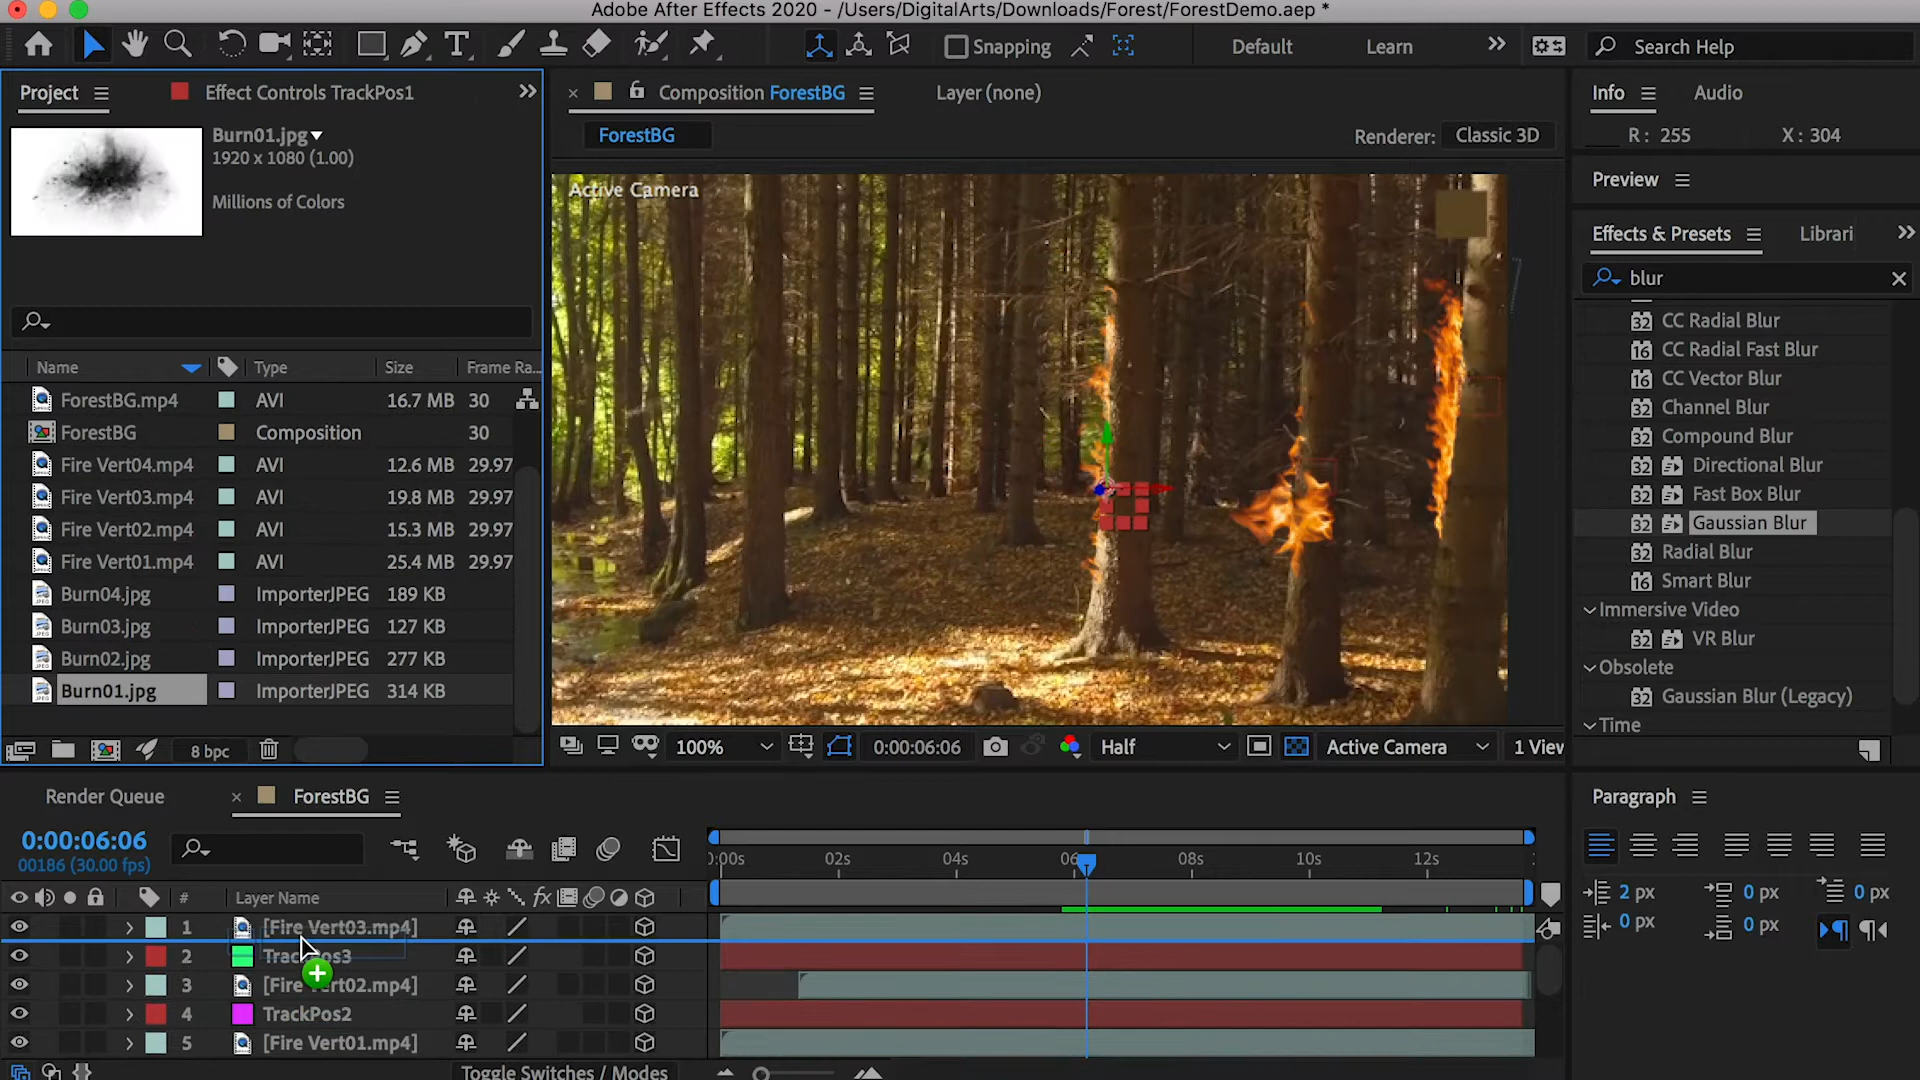 Adobe After Effects 2020 - /Users/DigitalArts/Downloads/Forest/ForestDemo.aep *
Snapping
Default
Learn
Search Help
Project
Effect Controls TrackPos1
Composition ForestBG
Layer (none)
Info
Audio
Burn01.jpg
1920 x 1080 (1.00)
Millions of Colors
ForestBG
Renderer:
Classic 3D
R : 255
X : 304
Active Camera
Preview
Effects & Presets
Librari
blur
CC Radial Blur
CC Radial Fast Blur
CC Vector Blur
Channel Blur
Compound Blur
Directional Blur
Fast Box Blur
Gaussian Blur
Radial Blur
Smart Blur
Immersive Video
VR Blur
Obsolete
Gaussian Blur (Legacy)
Time
Name Type Size Frame Ra...
ForestBG.mp4 AVI 16.7 MB 30
ForestBG Composition 30
Fire Vert04.mp4 AVI 12.6 MB 29.97
Fire Vert03.mp4 AVI 19.8 MB 29.97
Fire Vert02.mp4 AVI 15.3 MB 29.97
Fire Vert01.mp4 AVI 25.4 MB 29.97
Burn04.jpg ImporterJPEG 189 KB
Burn03.jpg ImporterJPEG 127 KB
Burn02.jpg ImporterJPEG 277 KB
Burn01.jpg ImporterJPEG 314 KB
8 bpc
100%
0:00:06:06
Half
Active Camera
1 View
Render Queue
ForestBG
Paragraph
0:00:06:06
00186 (30.00 fps)
:00s 02s 04s 06s 08s 10s 12s
# Layer Name
1 [Fire Vert03.mp4]
2 TrackPos3
3 [Fire Vert02.mp4]
4 TrackPos2
5 [Fire Vert01.mp4]
Toggle Switches / Modes
2 px 0 px 0 px
0 px 0 px